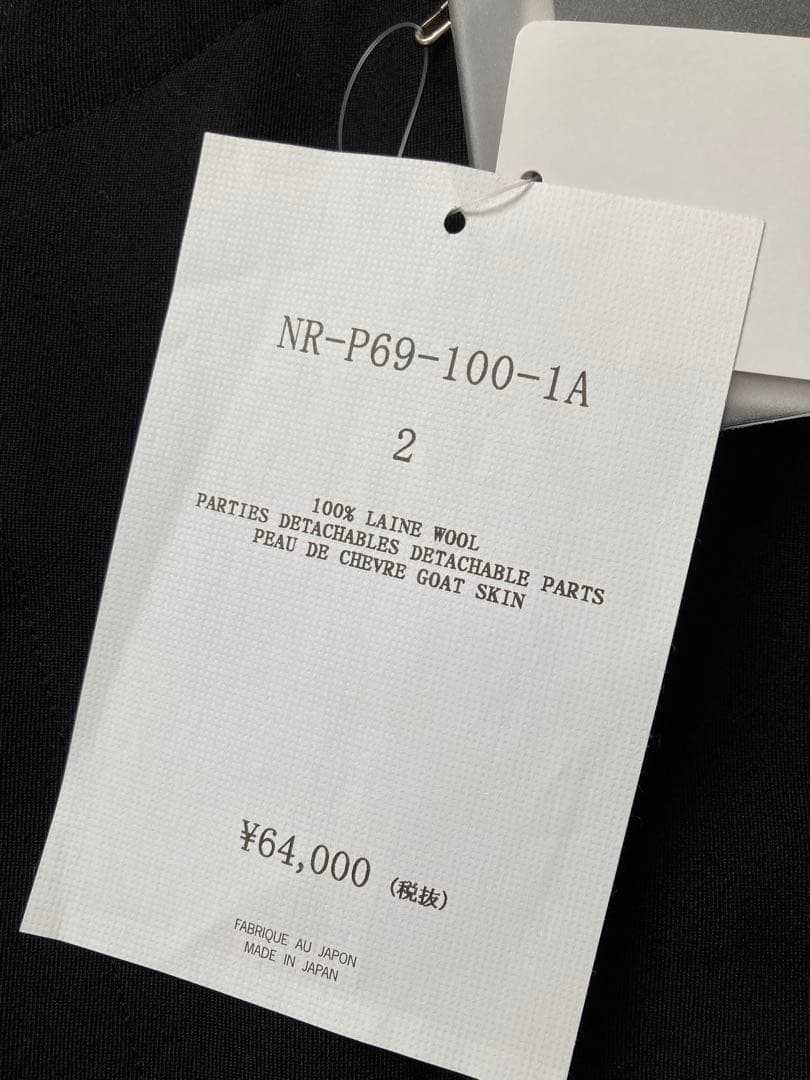 NR-P69-100-1A
2
100% LAINE WOOL
PARTIES DETACHABLES DETACHABLE PARTS
PEAU DE CHEVRE GOAT SKIN
¥64,000 (税抜)
FABRIQUE AU JAPON
MADE IN JAPAN